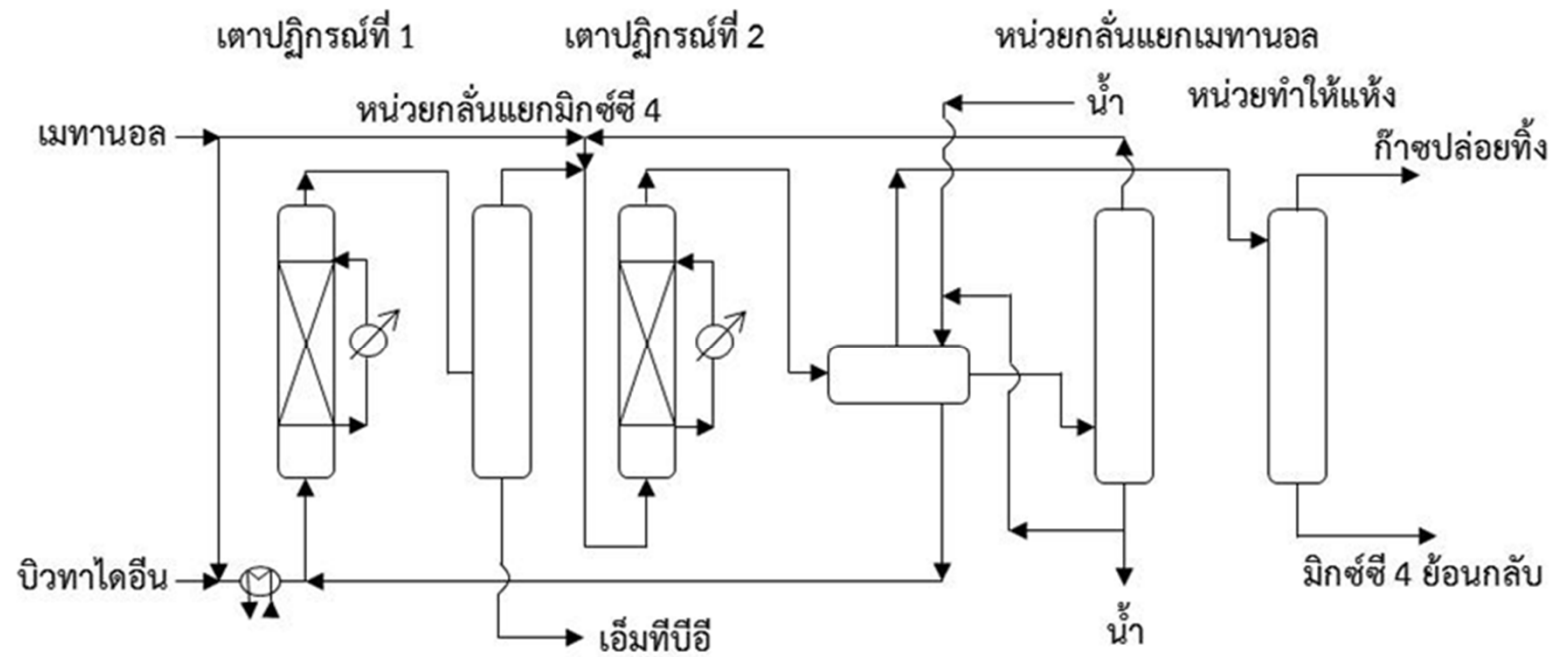 เตาปฏิกรณ์ที่ 1
เตาปฏิกรณ์ที่ 2
หน่วยกลั่นแยกเมทานอล
หน่วยกลั่นแยกมิกซ์ซี 4
น้ำ
หน่วยทำให้แห้ง
เมทานอล
ก๊าซปล่อยทิ้ง
บิวทาไดอีน
มิกซ์ซี 4 ย้อนกลับ
เอ็มทีบีอี
น้ำ